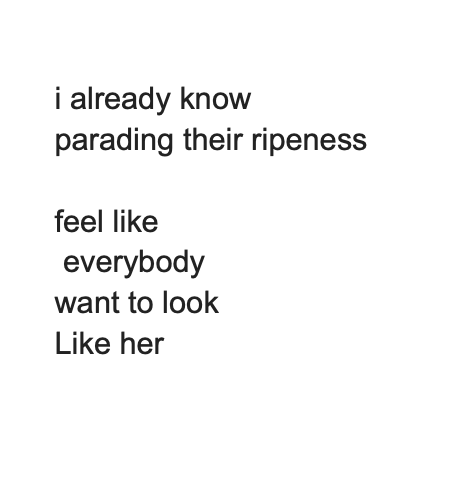 i already know
parading their ripeness
feel like
everybody
want to look
Like her